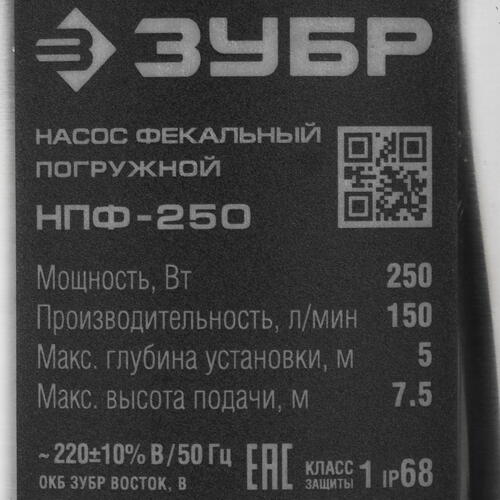 ЗУБР
НАСОС ФЕКАЛЬНЫЙ
ПОГРУЖНОЙ
НПФ-250
Мощность, Вт 250
Производительность, л/мин 150
Макс. глубина установки, м 5
Макс. высота подачи, м 7.5
~220±10% В/50 Гц
ОКБ ЗУБР ВОСТОК, В
ЕАС
КЛАСС ЗАЩИТЫ 1 IP68